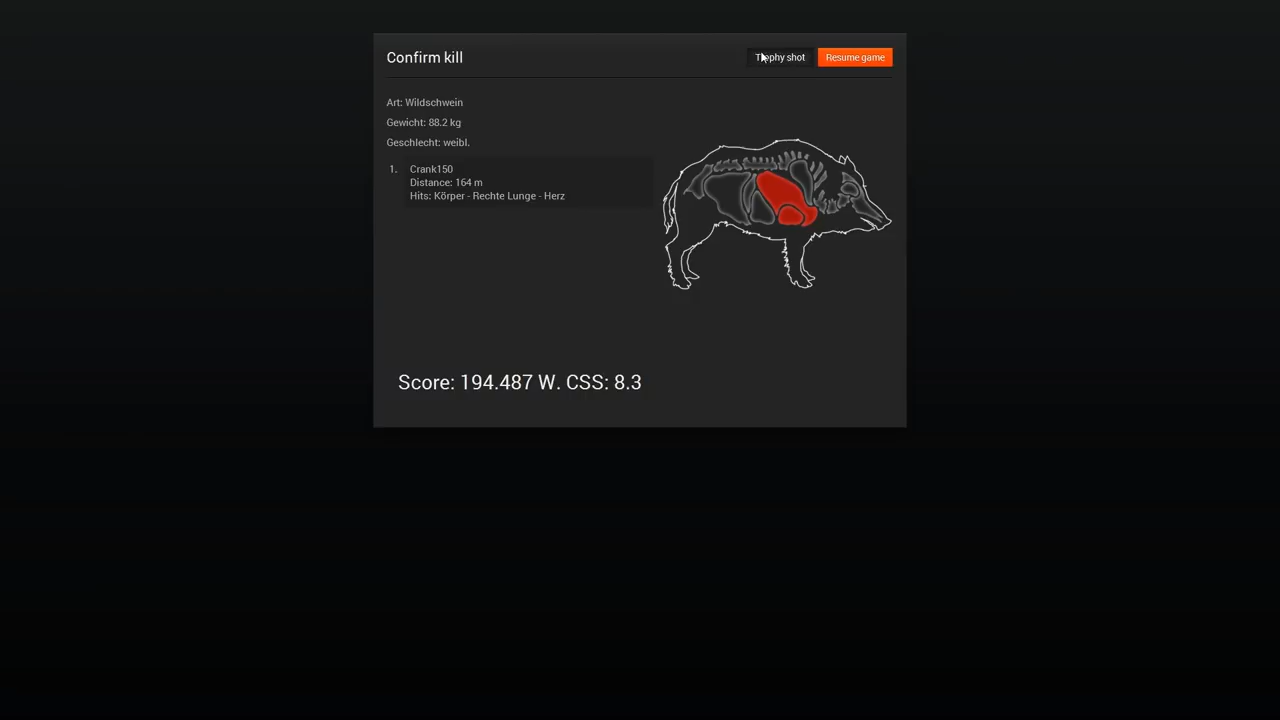 Confirm kill
Trophy shot
Resume game
Art: Wildschwein
Gewicht: 88.2 kg
Geschlecht: weibl.
1. Crank150
Distance: 164 m
Hits: Körper - Rechte Lunge - Herz
Score: 194.487 W. CSS: 8.3